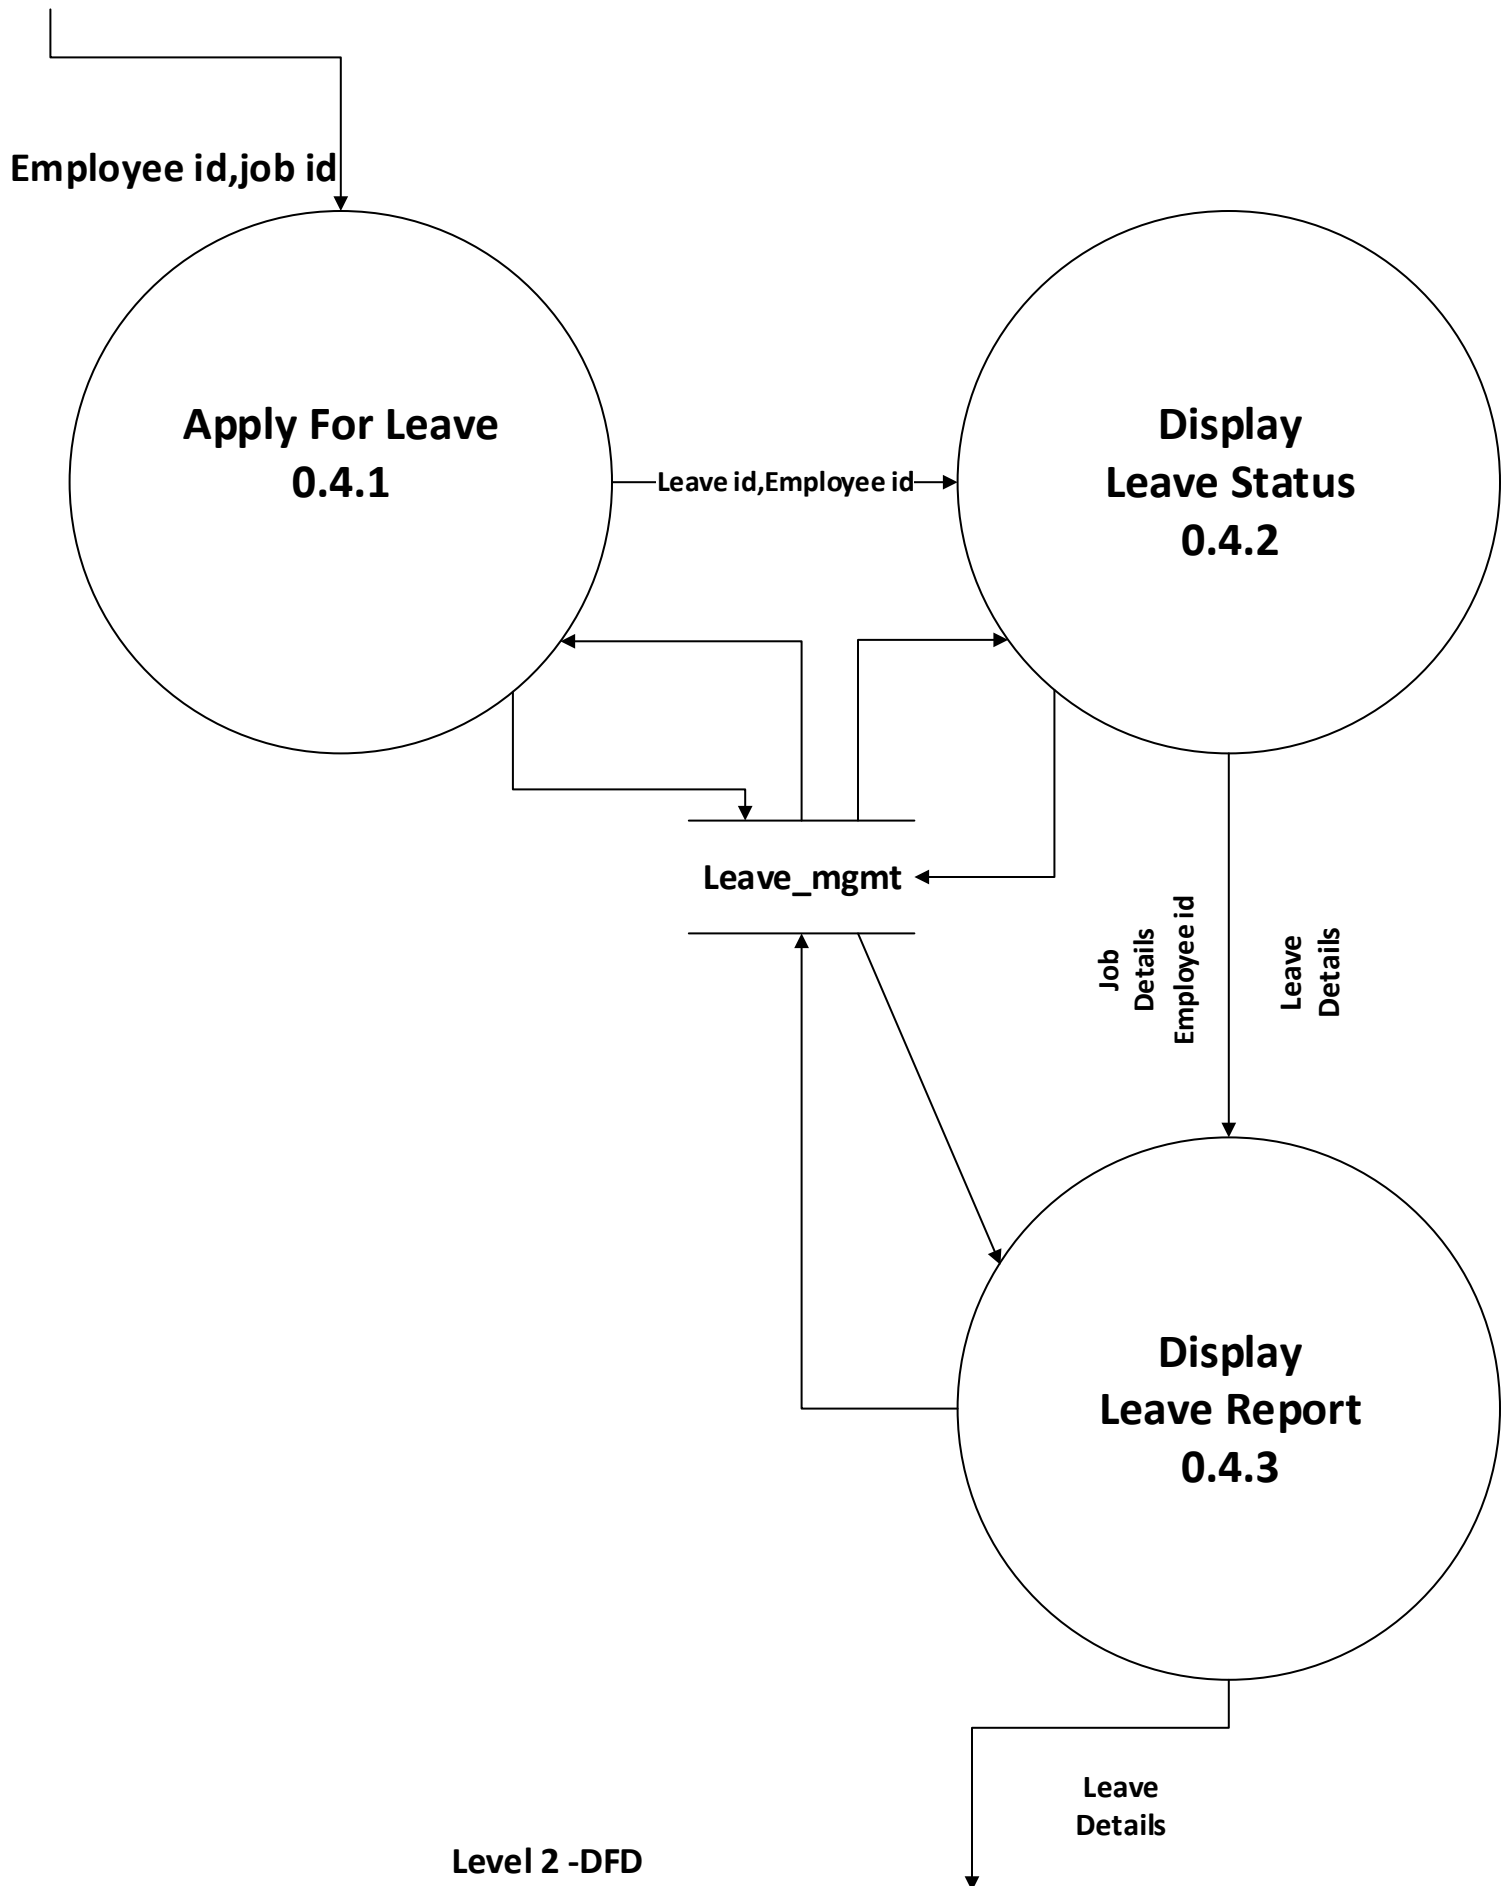 Employee id,job id
Apply For Leave
0.4.1
Leave id,Employee id
Display
Leave Status
0.4.2
Leave_mgmt
Job
Details
Employee id
Leave
Details
Display
Leave Report
0.4.3
Leave
Details
Level 2 -DFD